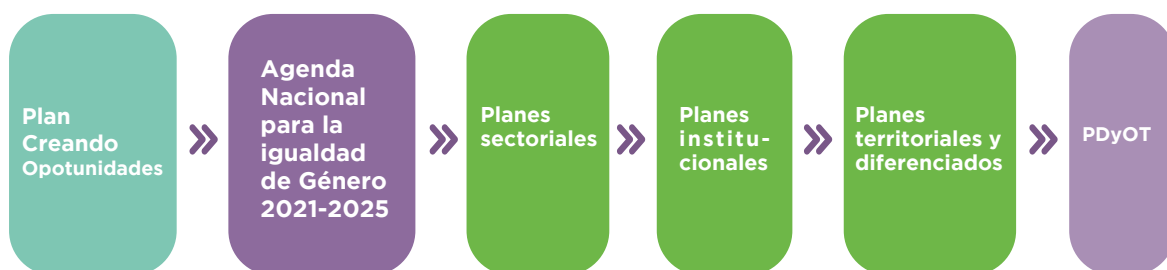 Plan
Creando
Opotunidades
Agenda
Nacional
para la
igualdad
de Género
2021-2025
Planes
sectoriales
Planes
institu-
cionales
Planes
territoriales y
diferenciados
PDyOT